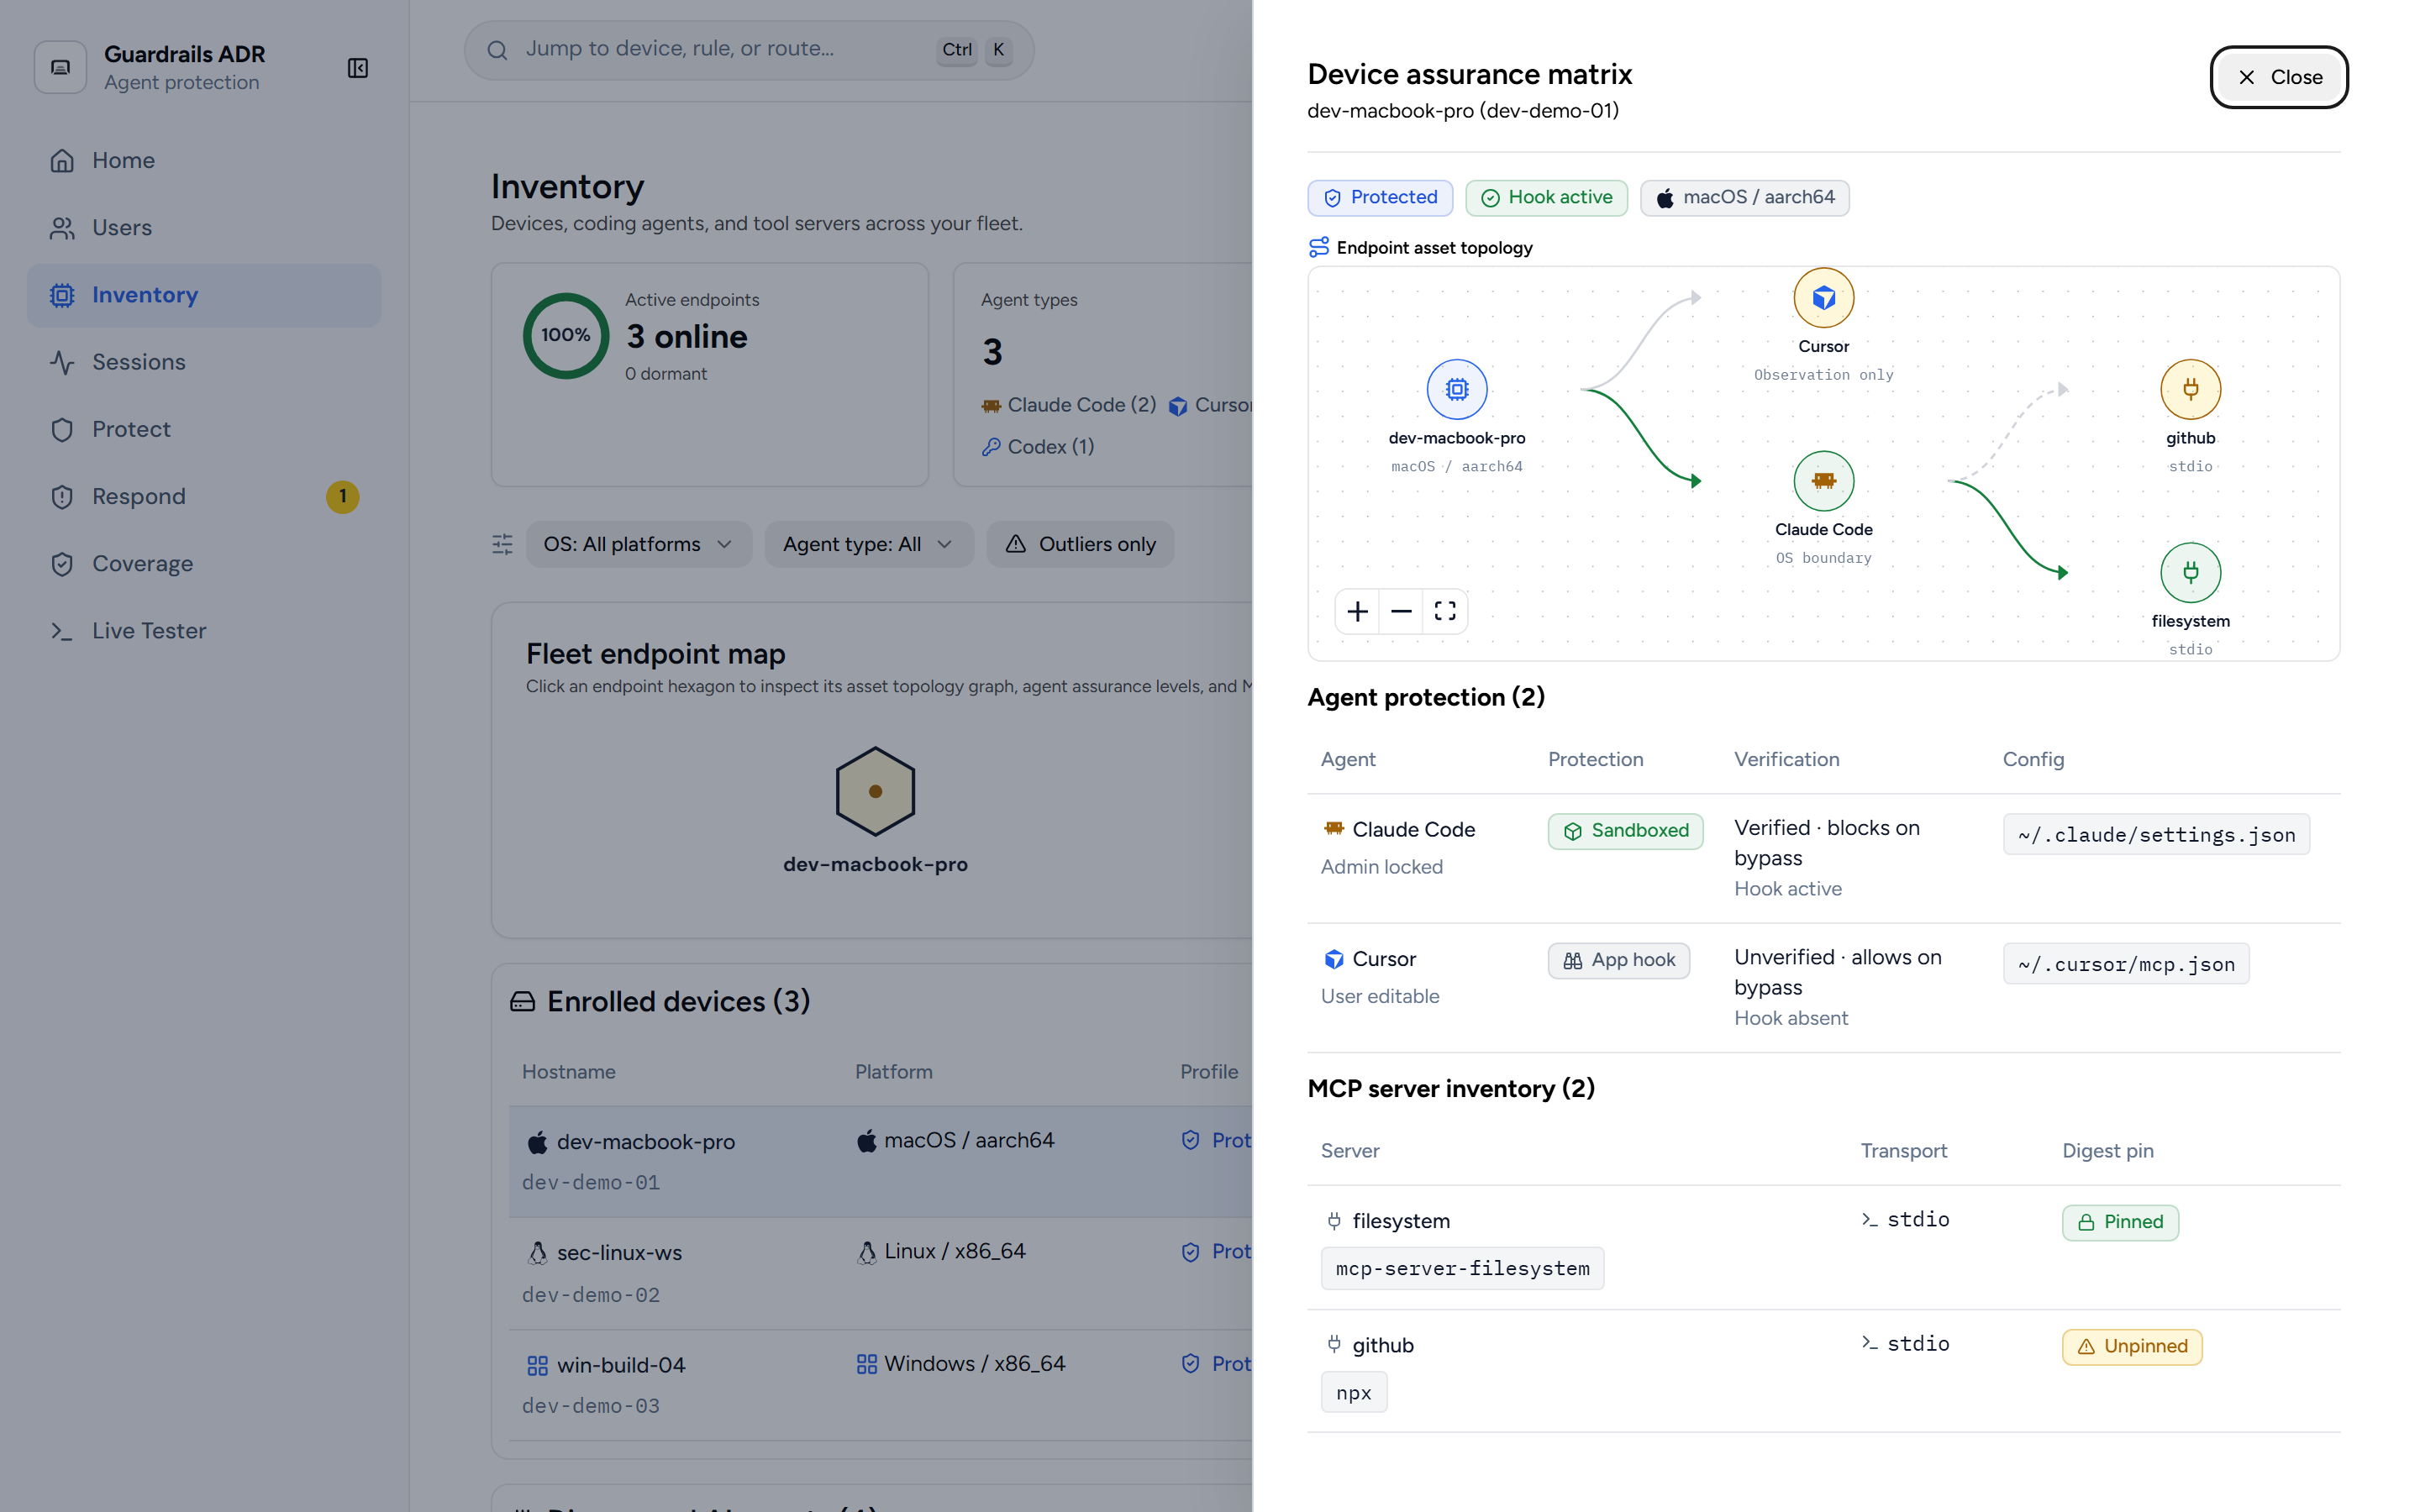 Guardrails ADR
Agent protection
Home
Users
Inventory
Sessions
Protect
Respond
1
Coverage
Live Tester
Jump to device, rule, or route...
Ctrl
K
Inventory
Devices, coding agents, and tool servers across your fleet.
100%
Active endpoints
3 online
0 dormant
Agent types
3
Claude Code (2)
Cursor
Codex (1)
OS: All platforms
Agent type: All
Outliers only
Fleet endpoint map
Click an endpoint hexagon to inspect its asset topology graph, agent assurance levels, and M
dev-macbook-pro
Enrolled devices (3)
Hostname Platform Profile
dev-macbook-pro macOS / aarch64 Prot
dev-demo-01
sec-linux-ws Linux / x86_64 Prot
dev-demo-02
win-build-04 Windows / x86_64 Prot
dev-demo-03
Device assurance matrix
dev-macbook-pro (dev-demo-01)
Close
Protected
Hook active
macOS / aarch64
Endpoint asset topology
Cursor
Observation only
dev-macbook-pro
macOS / aarch64
github
stdio
Claude Code
OS boundary
filesystem
stdio
Agent protection (2)
Agent Protection Verification Config
Claude Code Sandboxed Verified · blocks on ~/.claude/settings.json
bypass
Admin locked
Hook active
Cursor App hook Unverified · allows on ~/.cursor/mcp.json
bypass
User editable
Hook absent
MCP server inventory (2)
Server Transport Digest pin
filesystem stdio Pinned
mcp-server-filesystem
github stdio Unpinned
npx